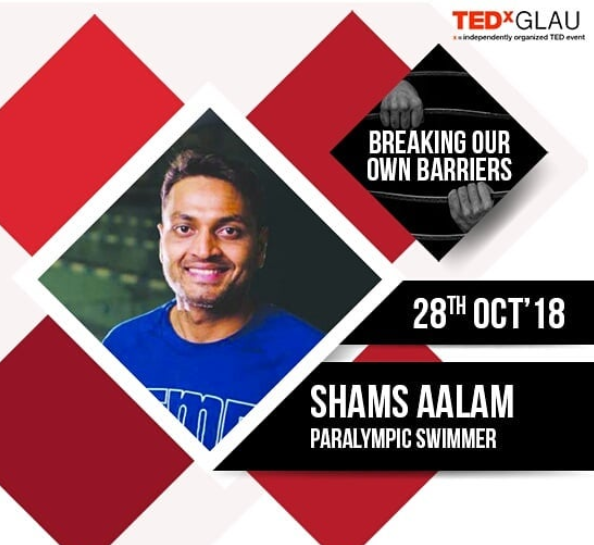 TEDxGLAU
x = independently organized TED event
BREAKING OUR
OWN BARRIERS
28TH OCT'18
SHAMS AALAM
PARALYMPIC SWIMMER